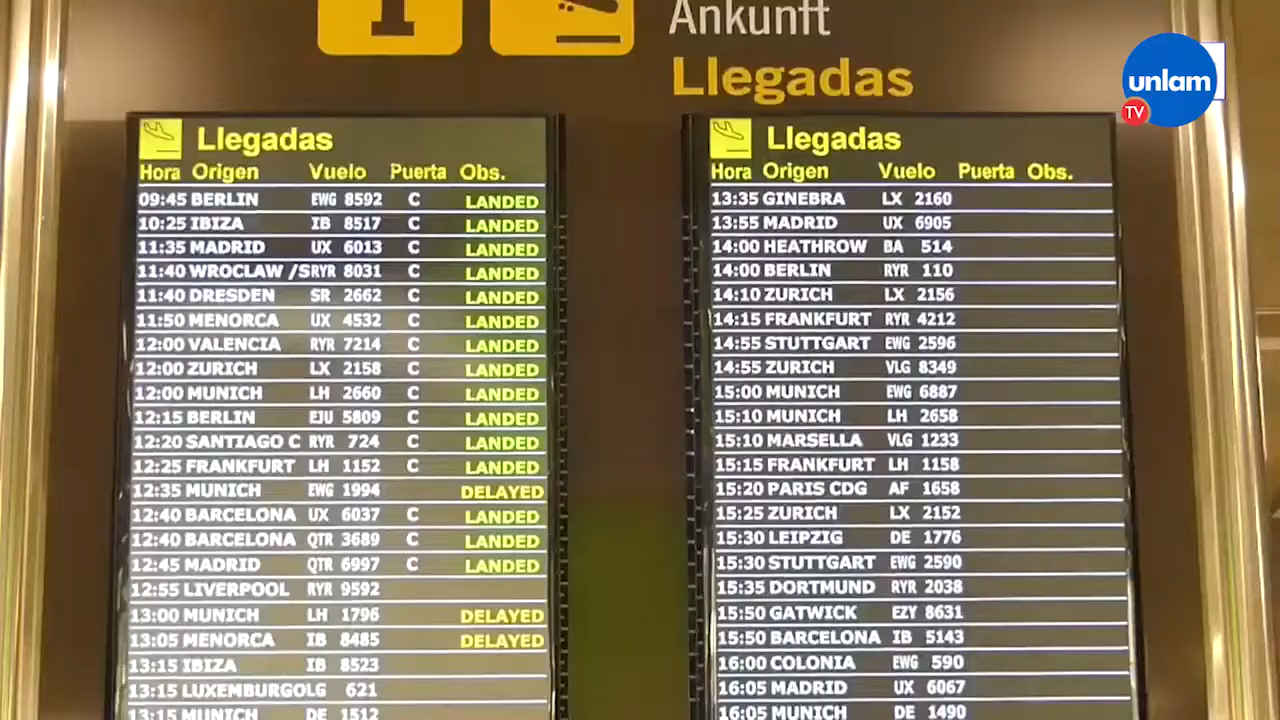 Ankunft
Llegadas
unlam
TV
Llegadas
Hora Origen Vuelo Puerta Obs.
09:45 BERLIN EWG 8592 C LANDED
10:25 IBIZA IB 8517 C LANDED
11:35 MADRID UX 6013 C LANDED
11:40 WROCLAW /S RYR 8031 C LANDED
11:40 DRESDEN SR 2662 C LANDED
11:50 MENORCA UX 4532 C LANDED
12:00 VALENCIA RYR 7214 C LANDED
12:00 ZURICH LX 2158 C LANDED
12:00 MUNICH LH 2660 C LANDED
12:15 BERLIN EJU 5809 C LANDED
12:20 SANTIAGO C RYR 724 C LANDED
12:25 FRANKFURT LH 1152 C LANDED
12:35 MUNICH EWG 1994 DELAYED
12:40 BARCELONA UX 6037 C LANDED
12:40 BARCELONA QTR 3689 C LANDED
12:45 MADRID QTR 6997 C LANDED
12:55 LIVERPOOL RYR 9592
13:00 MUNICH LH 1796 DELAYED
13:05 MENORCA IB 8485 DELAYED
13:15 IBIZA IB 8523
13:15 LUXEMBURGO LG 621
13:15 MUNICH DE 1512
Llegadas
Hora Origen Vuelo Puerta Obs.
13:35 GINEBRA LX 2160
13:55 MADRID UX 6905
14:00 HEATHROW BA 514
14:00 BERLIN RYR 110
14:10 ZURICH LX 2156
14:15 FRANKFURT RYR 4212
14:55 STUTTGART EWG 2596
14:55 ZURICH VLG 8349
15:00 MUNICH EWG 6887
15:10 MUNICH LH 2658
15:10 MARSELLA VLG 1233
15:15 FRANKFURT LH 1158
15:20 PARIS CDG AF 1658
15:25 ZURICH LX 2152
15:30 LEIPZIG DE 1776
15:30 STUTTGART EWG 2590
15:35 DORTMUND RYR 2038
15:50 GATWICK EZY 8631
15:50 BARCELONA IB 5143
16:00 COLONIA EWG 590
16:05 MADRID UX 6067
16:05 MUNICH DE 1490